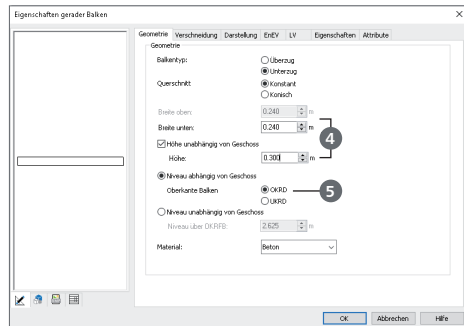 Eigenschaften gerader Balken
Geometrie Verschneidung Darstellung EnEV LV Eigenschaften Attribute
Geometrie
Balkentyp:
Überzug
Unterzug
Querschnitt
Konstant
Konisch
Breite oben: 0.240 m
Breite unten: 0.240 m
4
Höhe unabhängig von Geschoss
Höhe: 0.300 m
Niveau abhängig von Geschoss
Oberkante Balken OKRD
5
UKRD
Niveau unabhängig von Geschoss
Niveau über OKRFB: 2.625 m
Material: Beton
OK Abbrechen Hilfe